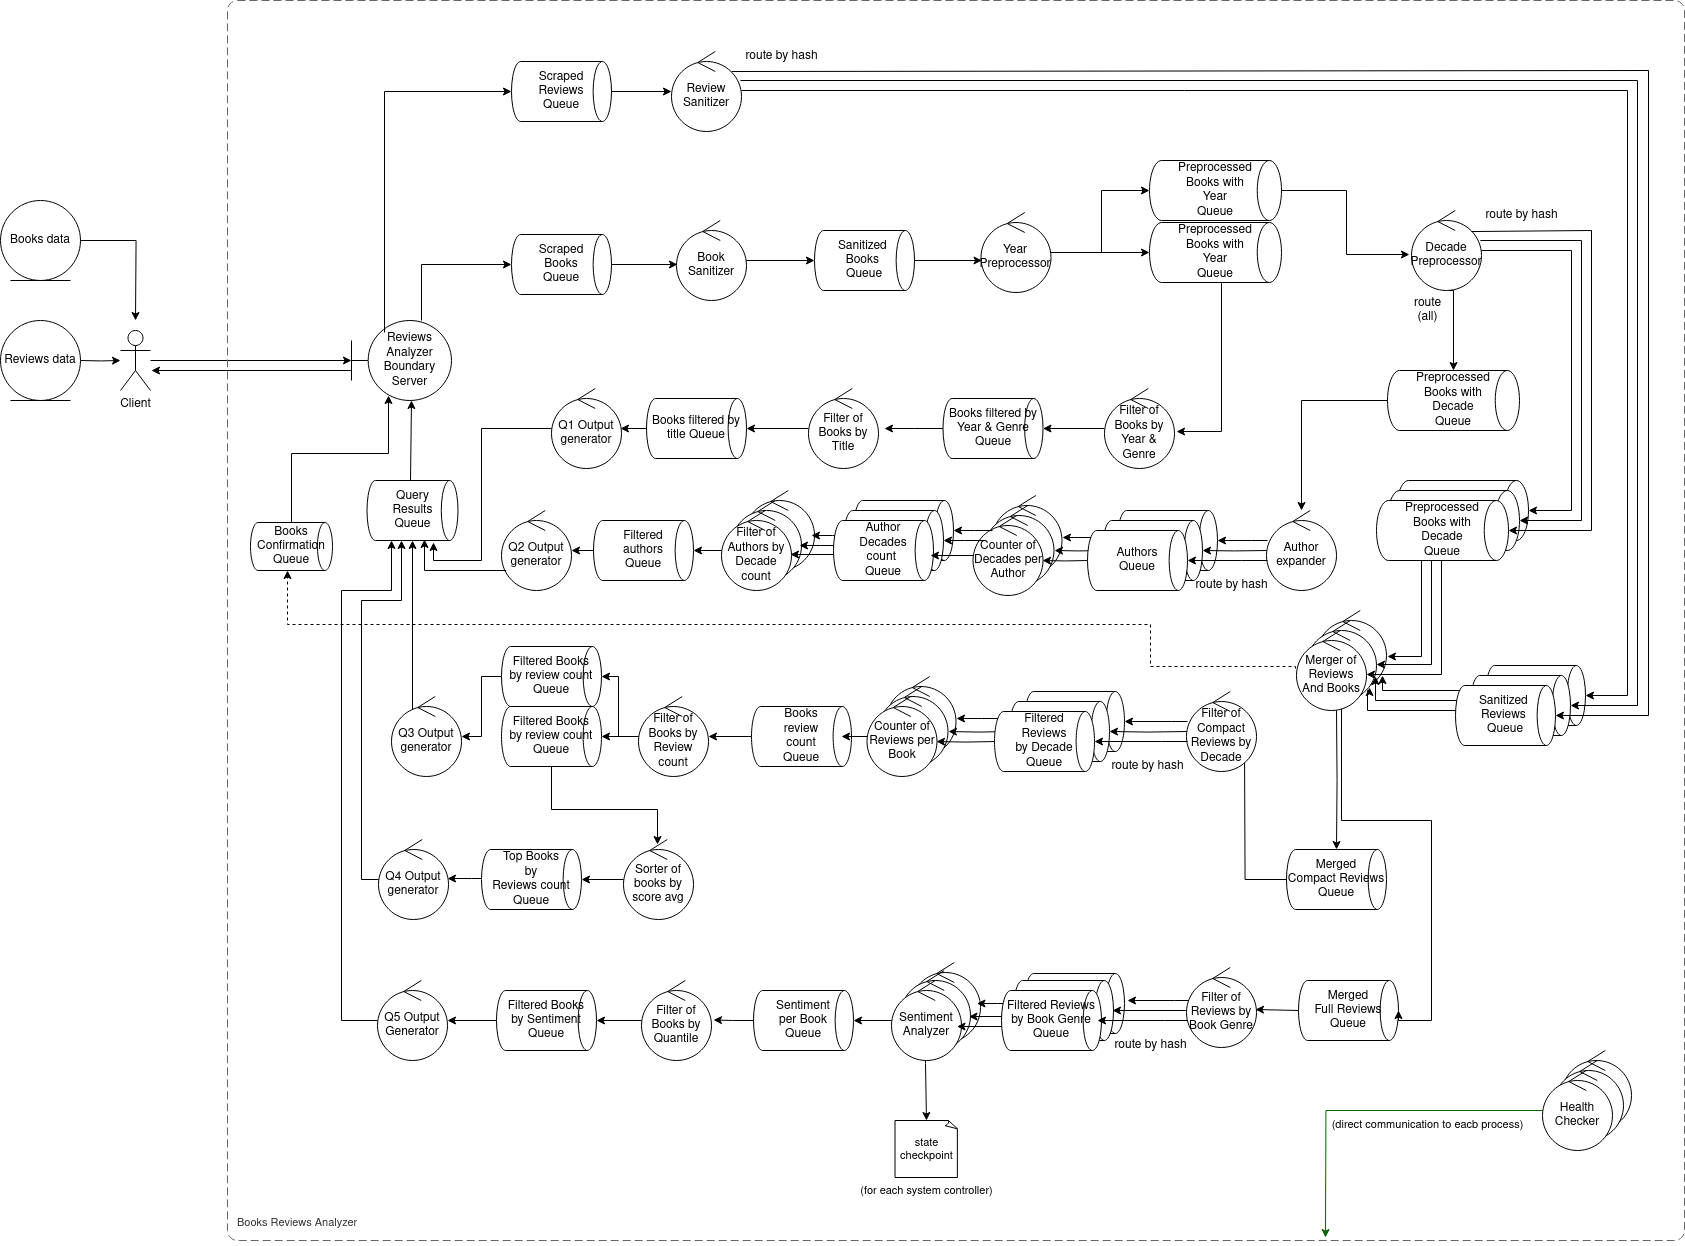 route by hash
Scraped
Reviews
Queue
Review
Sanitizer
Preprocessed
Books with
Year
Queue
Books data
Scraped
Books
Queue
Book
Sanitizer
Sanitized
Books
Queue
Year
Preprocessor
Preprocessed
Books with
Year
Queue
route by hash
Decade
Preprocessor
route
(all)
Reviews data
Client
Reviews
Analyzer
Boundary
Server
Preprocessed
Books with
Decade
Queue
Q1 Output
generator
Books filtered by
title Queue
Filter of
Books by
Title
Books filtered by
Year & Genre
Queue
Filter of
Books by
Year &
Genre
Books
Confirmation
Queue
Query
Results
Queue
Q2 Output
generator
Filtered
authors
Queue
Filter of
Authors by
Decade
count
Author
Decades
count
Queue
Counter of
Decades per
Author
Authors
Queue
route by hash
Author
expander
Preprocessed
Books with
Decade
Queue
Merger of
Reviews
And Books
Sanitized
Reviews
Queue
Filtered Books
by review count
Queue
Filtered Books
by review count
Queue
Q3 Output
generator
Filter of
Books by
Review
count
Books
review
count
Queue
Counter of
Reviews per
Book
Filtered
Reviews
by Decade
Queue
route by hash
Filter of
Compact
Reviews by
Decade
Q4 Output
generator
Top Books
by
Reviews count
Queue
Sorter of
books by
score avg
Merged
Compact Reviews
Queue
Q5 Output
Generator
Filtered Books
by Sentiment
Queue
Filter of
Books by
Quantile
Sentiment
per Book
Queue
Sentiment
Analyzer
Filtered Reviews
by Book Genre
Queue
route by hash
Filter of
Reviews by
Book Genre
Merged
Full Reviews
Queue
state
checkpoint
(for each system controller)
Health
Checker
(direct communication to eacb process)
Books Reviews Analyzer